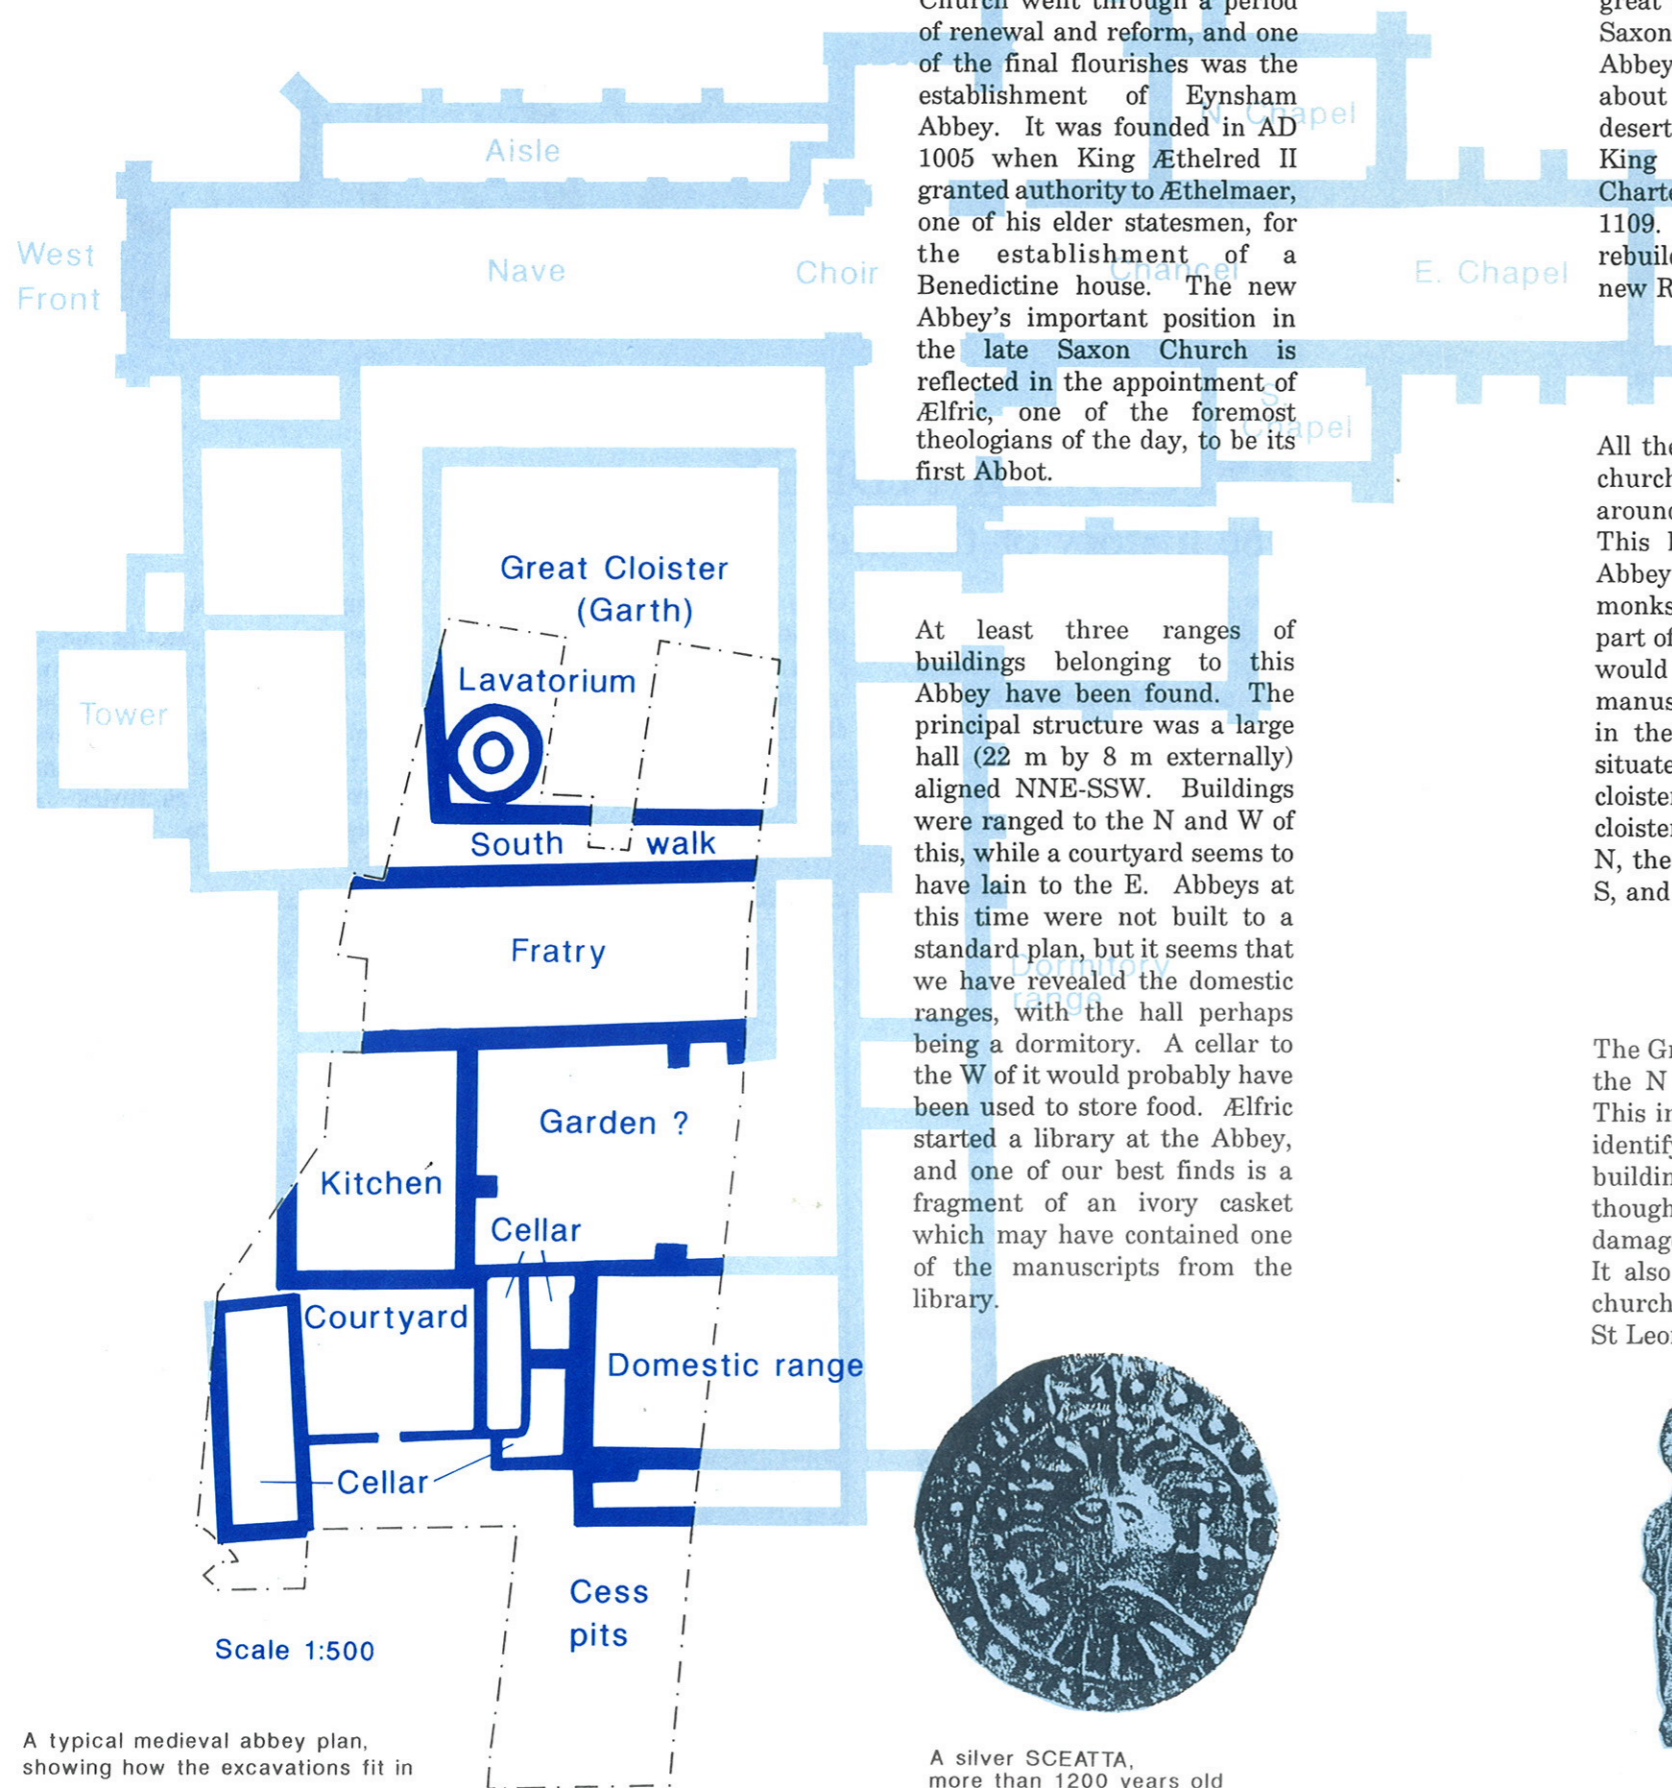 Church went through a period
of renewal and reform, and one
of the final flourishes was the
establishment of Eynsham
Abbey. It was founded in AD
1005 when King Æthelred II
granted authority to Æthelmaer,
one of his elder statesmen, for
the establishment of a
Benedictine house. The new
Abbey's important position in
the late Saxon Church is
reflected in the appointment of
Ælfric, one of the foremost
theologians of the day, to be its
first Abbot.
At least three ranges of
buildings belonging to this
Abbey have been found. The
principal structure was a large
hall (22 m by 8 m externally)
aligned NNE-SSW. Buildings
were ranged to the N and W of
this, while a courtyard seems to
have lain to the E. Abbeys at
this time were not built to a
standard plan, but it seems that
we have revealed the domestic
ranges, with the hall perhaps
being a dormitory. A cellar to
the W of it would probably have
been used to store food. Ælfric
started a library at the Abbey,
and one of our best finds is a
fragment of an ivory casket
which may have contained one
of the manuscripts from the
library.
great
Saxon
Abbey
about
desert
King
Charte
1109.
rebuild
new R
All the
church
around
This
Abbey
monks
part of
would
manus
in the
situate
cloister
cloister
N, the
S, and
The Gr
the N
This in
identify
buildin
though
damag
It also
church
St Leo
Aisle
N. Chapel
West
Front
Nave
Choir
Chancel
E. Chapel
S.
Chapel
Great Cloister
(Garth)
Lavatorium
Tower
South walk
Fratry
Dormitory
range
Garden ?
Kitchen
Cellar
Courtyard
Domestic range
Cellar
Cess
pits
Scale 1:500
A typical medieval abbey plan,
showing how the excavations fit in
A silver SCEATTA,
more than 1200 years old